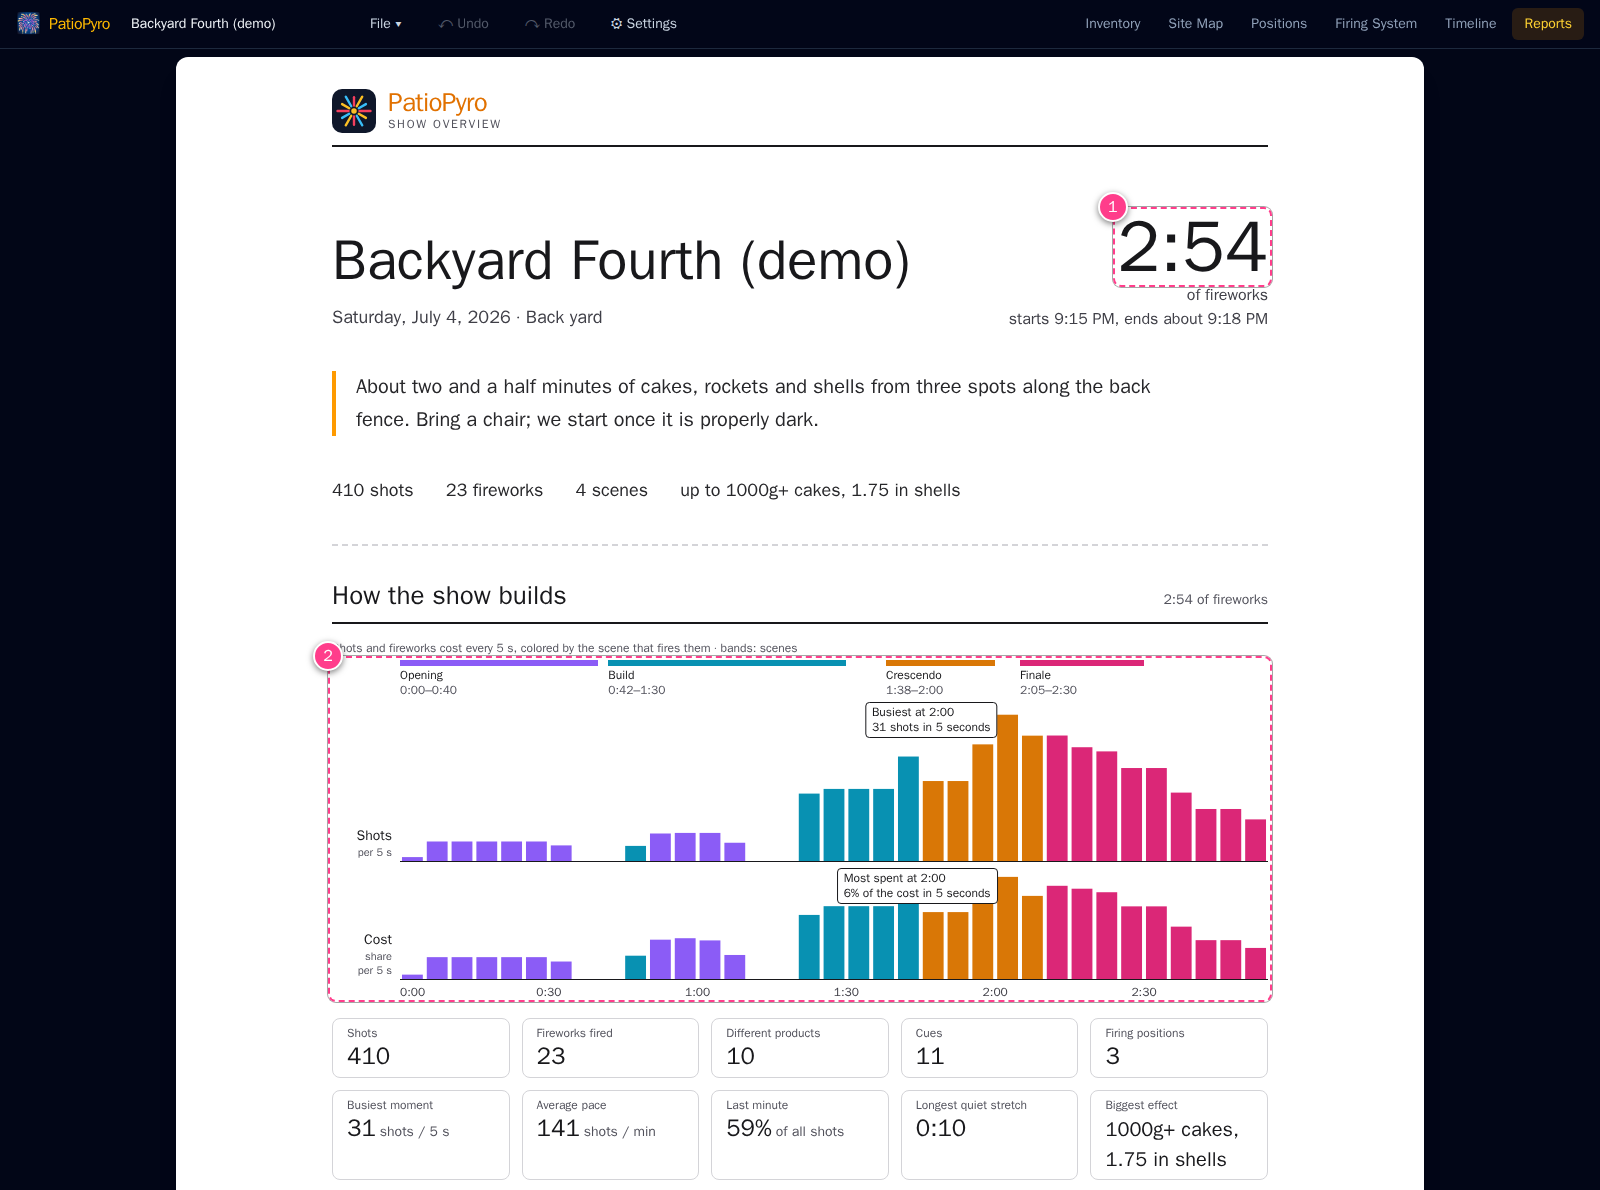 PatioPyro
Backyard Fourth (demo)
File ▾
Undo
Redo
Settings
Inventory
Site Map
Positions
Firing System
Timeline
Reports
PatioPyro
SHOW OVERVIEW
1
2:54
of fireworks
starts 9:15 PM, ends about 9:18 PM
Backyard Fourth (demo)
Saturday, July 4, 2026 · Back yard
About two and a half minutes of cakes, rockets and shells from three spots along the back
fence. Bring a chair; we start once it is properly dark.
410 shots
23 fireworks
4 scenes
up to 1000g+ cakes, 1.75 in shells
How the show builds
2:54 of fireworks
2
hots and fireworks cost every 5 s, colored by the scene that fires them · bands: scenes
Opening
0:00–0:40
Build
0:42–1:30
Crescendo
1:38–2:00
Finale
2:05–2:30
Busiest at 2:00
31 shots in 5 seconds
Shots
per 5 s
Most spent at 2:00
6% of the cost in 5 seconds
Cost
share
per 5 s
0:00
0:30
1:00
1:30
2:00
2:30
Shots
410
Fireworks fired
23
Different products
10
Cues
11
Firing positions
3
Busiest moment
31 shots / 5 s
Average pace
141 shots / min
Last minute
59% of all shots
Longest quiet stretch
0:10
Biggest effect
1000g+ cakes,
1.75 in shells